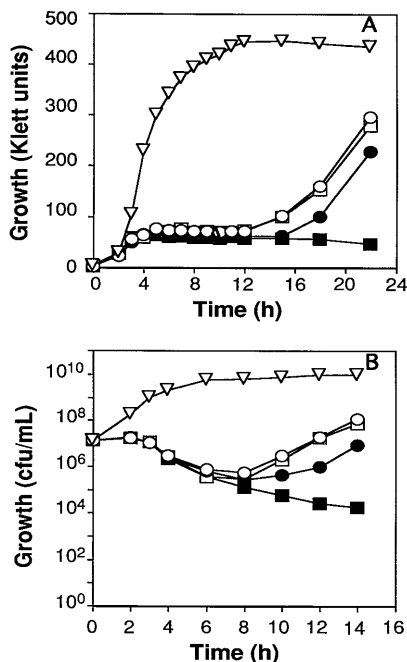 A
Growth (Klett units)
500
400
300
200
100
0
0 4 8 12 16 20 24
Time (h)
B
Growth (cfu/mL)
10^10
10^8
10^6
10^4
10^2
10^0
0 2 4 6 8 10 12 14 16
Time (h)